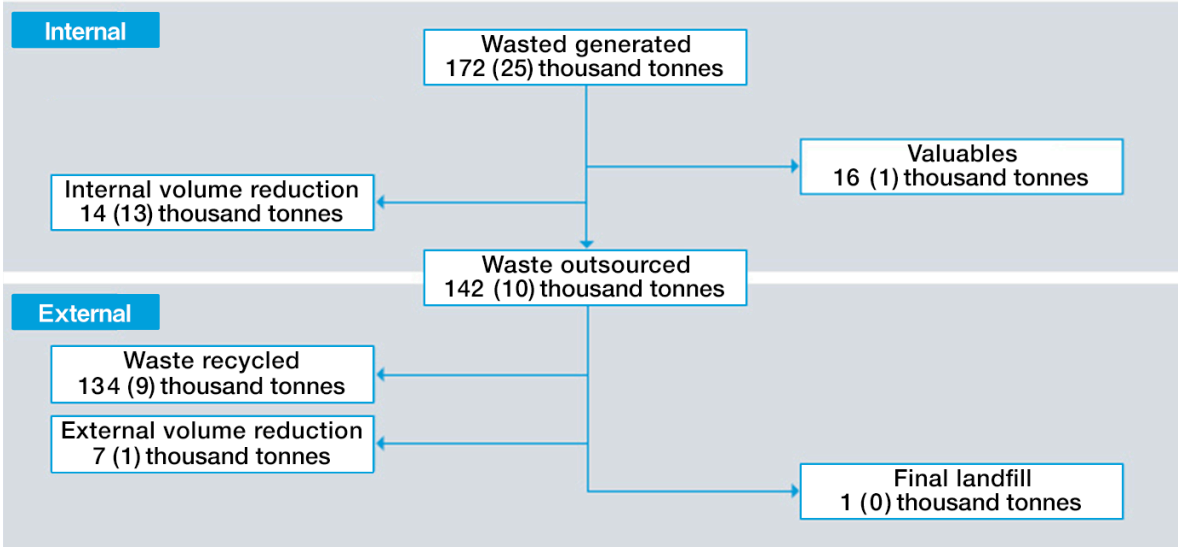 Internal
Wasted generated
172 (25) thousand tonnes
Valuables
16 (1) thousand tonnes
Internal volume reduction
14 (13) thousand tonnes
Waste outsourced
142 (10) thousand tonnes
External
Waste recycled
134 (9) thousand tonnes
External volume reduction
7 (1) thousand tonnes
Final landfill
1 (0) thousand tonnes